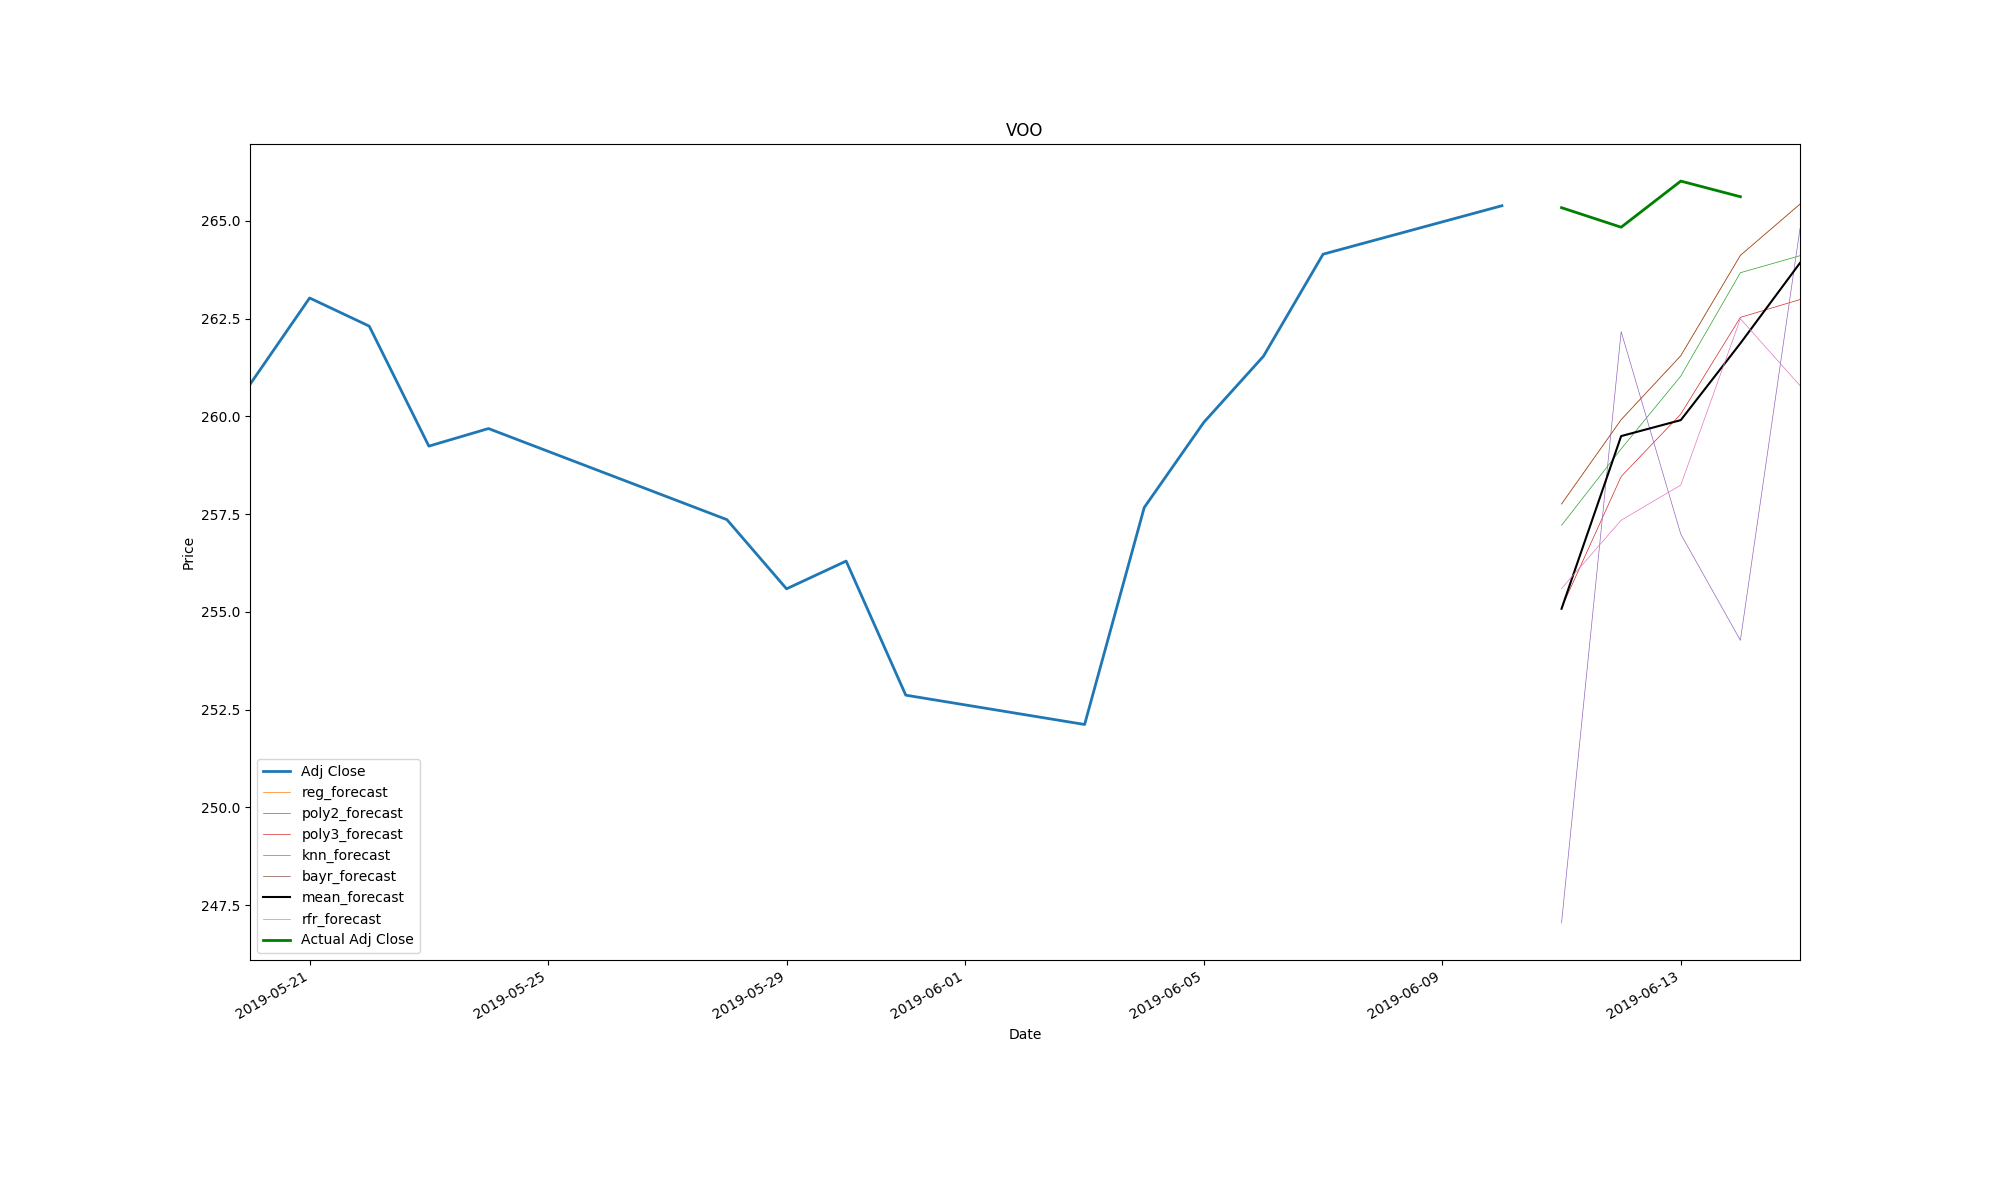 VOO
265.0
262.5
260.0
257.5
255.0
252.5
250.0
247.5
Price
Adj Close
reg_forecast
poly2_forecast
poly3_forecast
knn_forecast
bayr_forecast
mean_forecast
rfr_forecast
Actual Adj Close
2019-05-21
2019-05-25
2019-05-29
2019-06-01
2019-06-05
2019-06-09
2019-06-13
Date